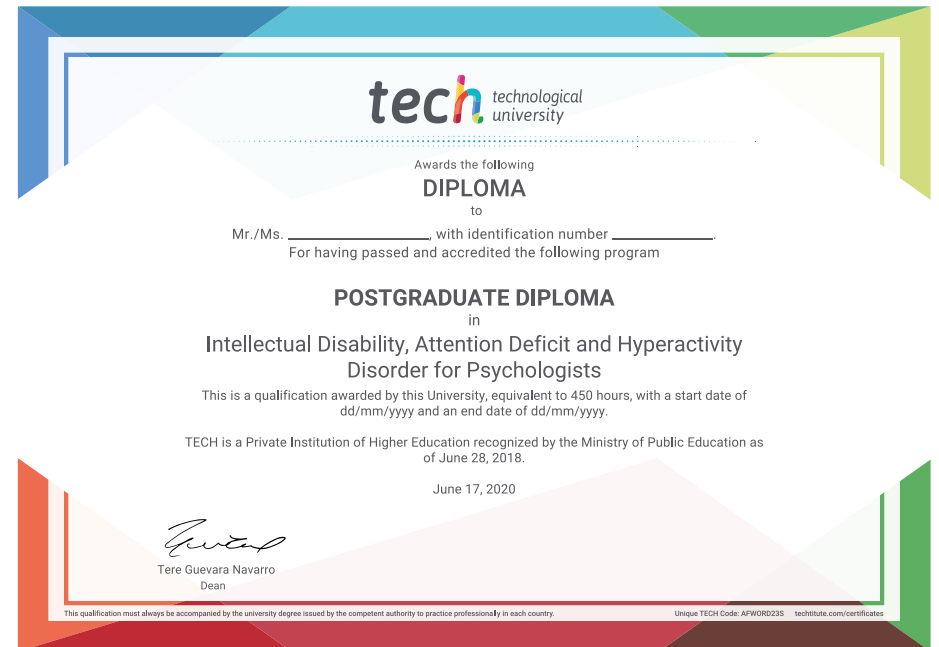 tech technological
university
Awards the following
DIPLOMA
to
Mr./Ms. ____________________, with identification number ______________.
For having passed and accredited the following program
POSTGRADUATE DIPLOMA
in
Intellectual Disability, Attention Deficit and Hyperactivity
Disorder for Psychologists
This is a qualification awarded by this University, equivalent to 450 hours, with a start date of
dd/mm/yyyy and an end date of dd/mm/yyyy.
TECH is a Private Institution of Higher Education recognized by the Ministry of Public Education as
of June 28, 2018.
June 17, 2020
Tere Guevara Navarro
Dean
This qualification must always be accompanied by the university degree issued by the competent authority to practice professionally in each country. Unique TECH Code: AFWORD23S techtitute.com/certificates